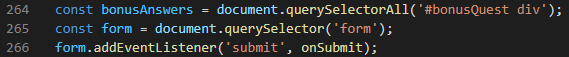 264 const bonusAnswers = document.querySelectorAll('#bonusQuest div');
265 const form = document.querySelector('form');
266 form.addEventListener('submit', onSubmit);